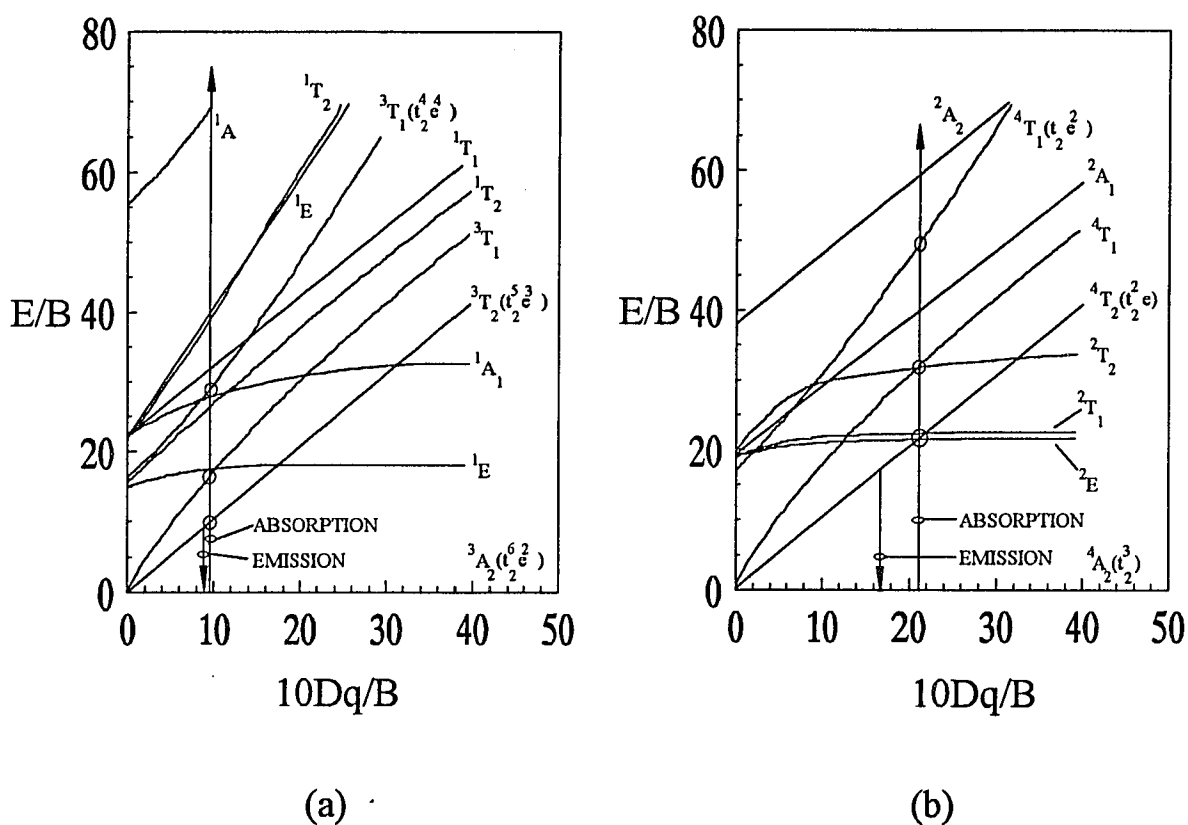 80
60
40
20
0
E/B
0 10 20 30 40 50
10Dq/B
¹A
¹T₂
³T₁(t₂⁴e⁴)
¹E
¹T₁
¹T₂
³T₁
³T₂(t₂⁵e³)
¹A₁
¹E
ABSORPTION
EMISSION
³A₂(t₂⁶e²)
(a)
80
60
40
20
0
E/B
0 10 20 30 40 50
10Dq/B
²A₂
⁴T₁(t₂e²)
²A₁
⁴T₁
⁴T₂(t₂²e)
²T₂
²T₁
²E
ABSORPTION
EMISSION
⁴A₂(t₂³)
(b)